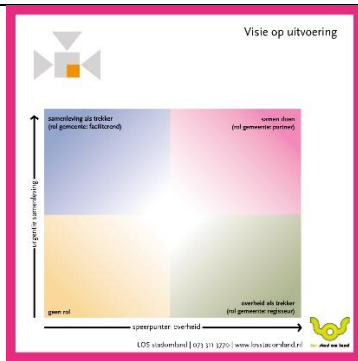 Visie op uitvoering
samenleving als trekker
(rol gemeente: faciliterend)
samen doen
(rol gemeente: partner)
urgentie samenleving
geen rol
overheid als trekker
(rol gemeente: regisseur)
speerpunten overheid
LOS stadomland | 073 311 3770 | www.losstadomland.nl